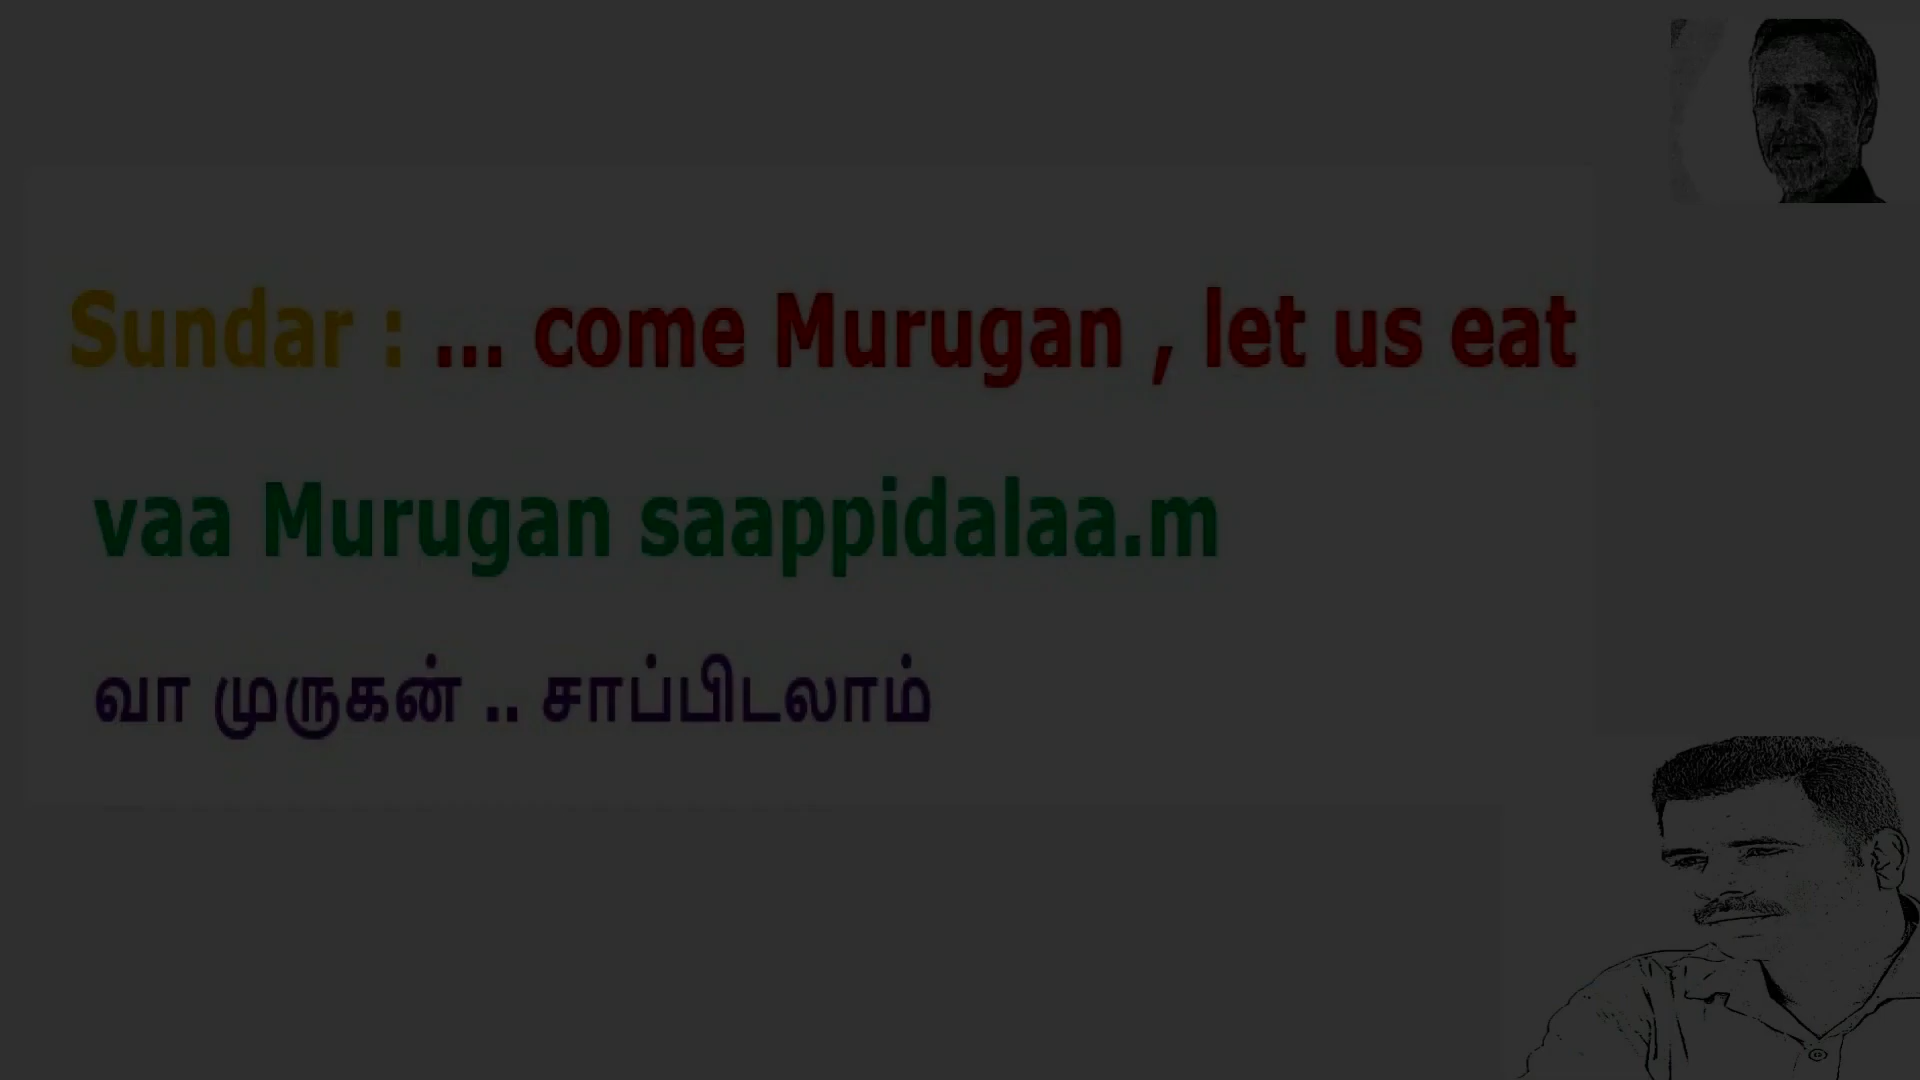 Sundar : ... come Murugan , let us eat
vaa Murugan saappidalaa.m
வா முருகன் .. சாப்பிடலாம்